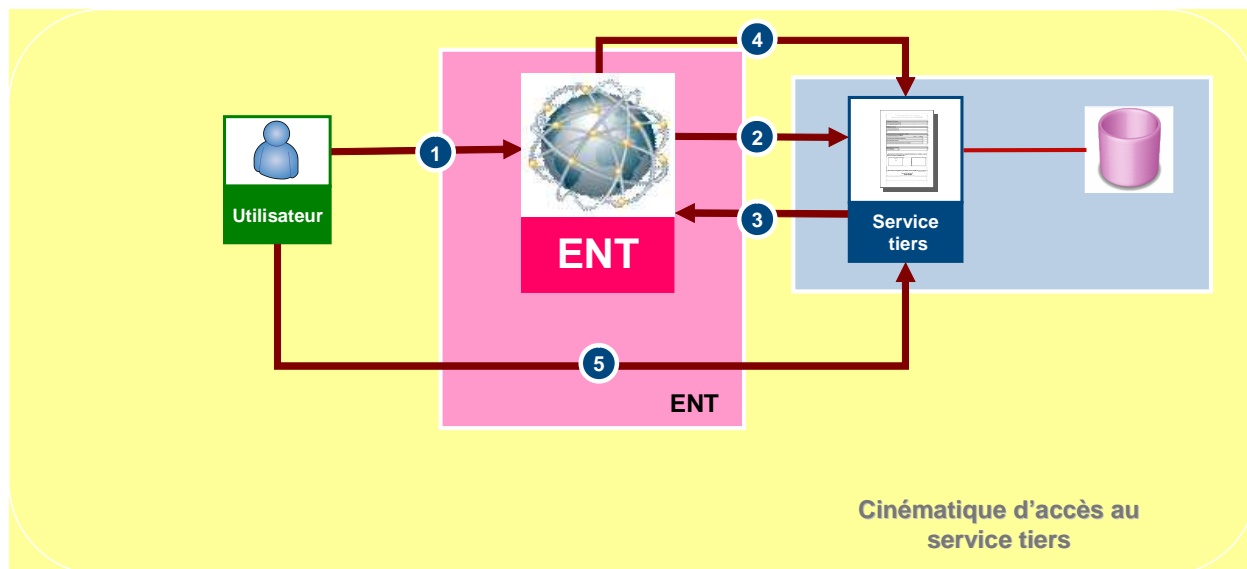 4
1
2
Utilisateur
3
Service
tiers
ENT
5
ENT
Cinématique d’accès au
service tiers